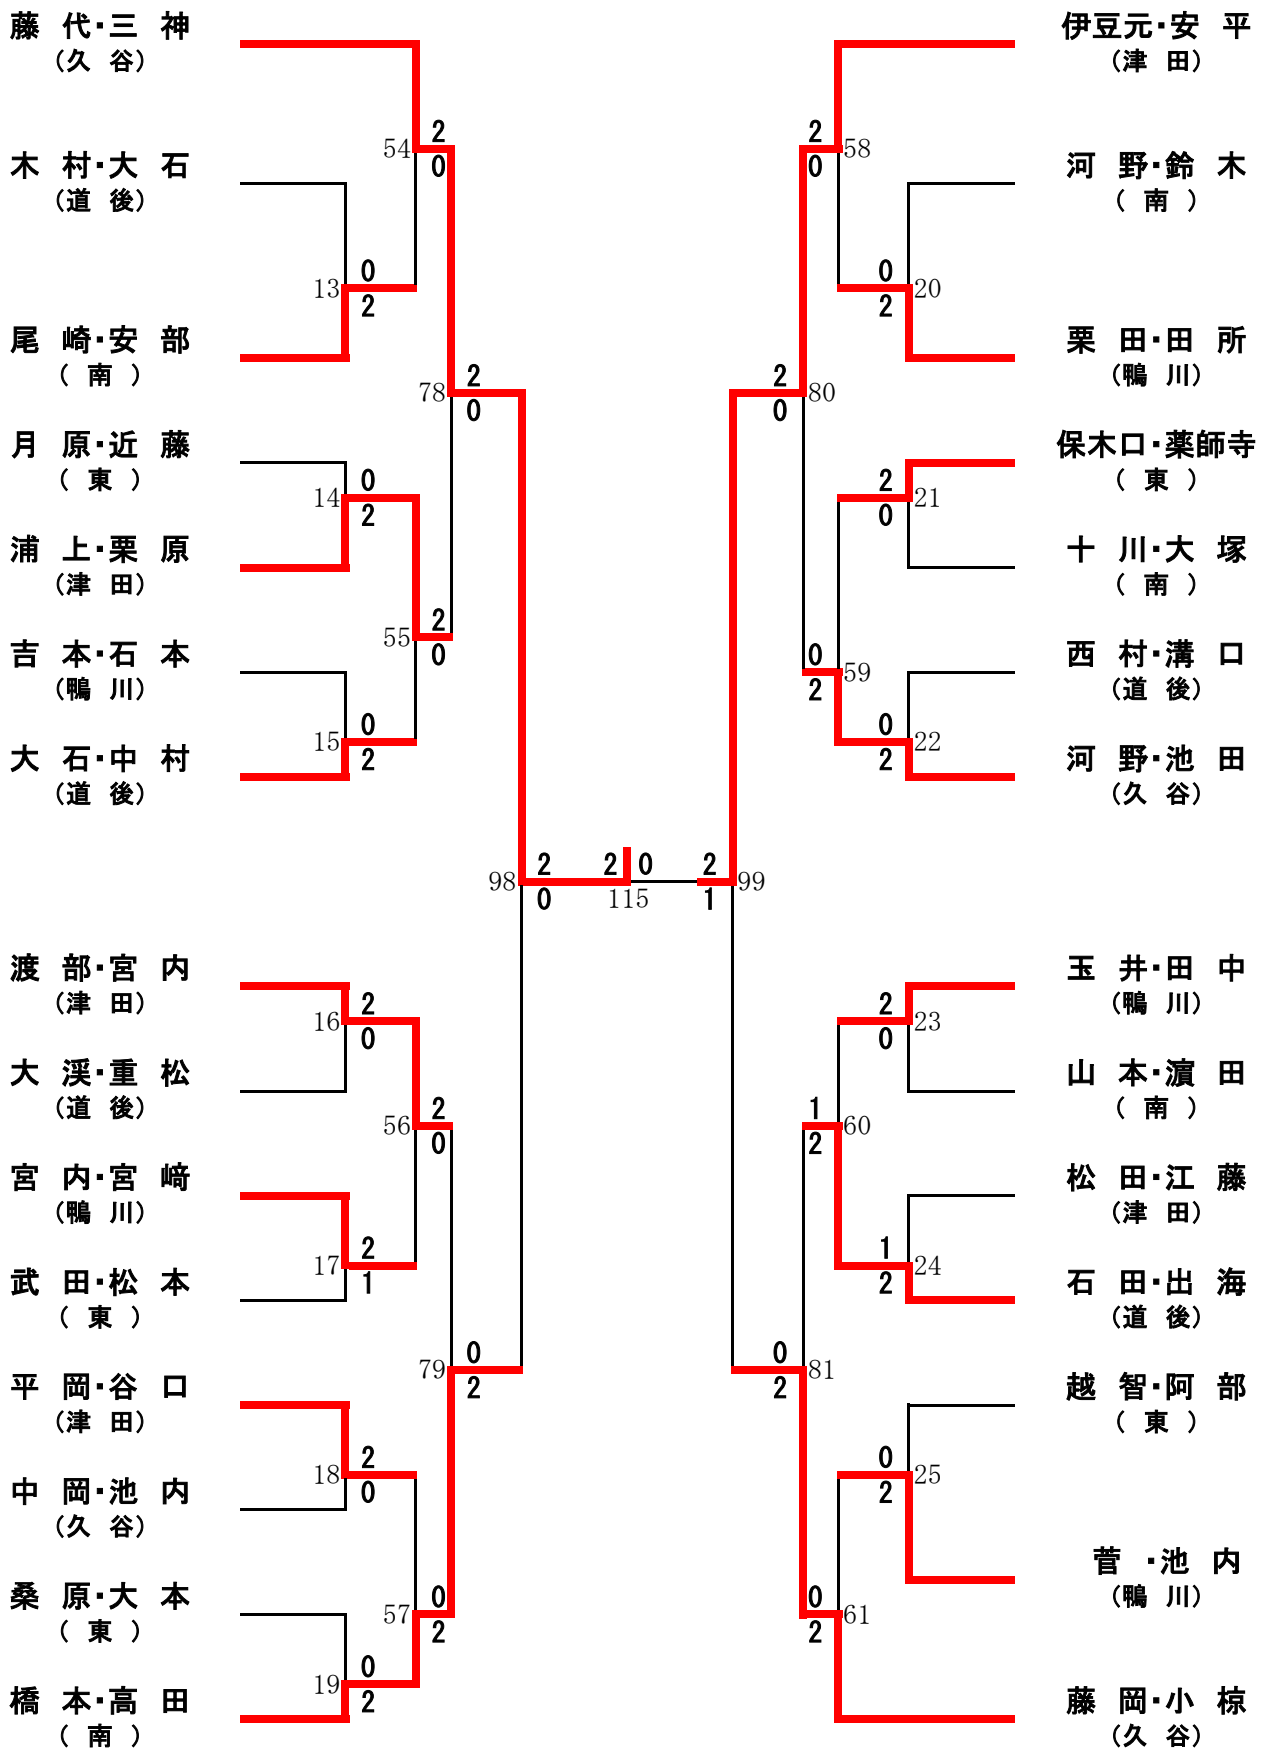 藤 代・三 神
（久 谷）
54
2
0
木 村・大 石
（道 後）
13
0
2
尾 崎・安 部
（ 南 ）
78
2
0
月 原・近 藤
（ 東 ）
14
0
2
浦 上・栗 原
（津 田）
55
2
0
吉 本・石 本
（鴨 川）
15
0
2
大 石・中 村
（道 後）
98
2
0
渡 部・宮 内
（津 田）
16
2
0
大 渓・重 松
（道 後）
56
2
0
宮 内・宮 﨑
（鴨 川）
17
2
1
武 田・松 本
（ 東 ）
79
0
2
平 岡・谷 口
（津 田）
18
2
0
中 岡・池 内
（久 谷）
57
0
2
桑 原・大 本
（ 東 ）
19
0
2
橋 本・高 田
（ 南 ）
2 0
115
伊豆元・安 平
（津 田）
2
0
58
河 野・鈴 木
（ 南 ）
0
2
20
栗 田・田 所
（鴨 川）
2
0
80
保木口・薬師寺
（ 東 ）
2
0
21
十 川・大 塚
（ 南 ）
0
2
59
西 村・溝 口
（道 後）
0
2
22
河 野・池 田
（久 谷）
2
1
99
玉 井・田 中
（鴨 川）
2
0
23
山 本・濵 田
（ 南 ）
1
2
60
松 田・江 藤
（津 田）
1
2
24
石 田・出 海
（道 後）
0
2
81
越 智・阿 部
（ 東 ）
0
2
25
菅 ・池 内
（鴨 川）
0
2
61
藤 岡・小 椋
（久 谷）